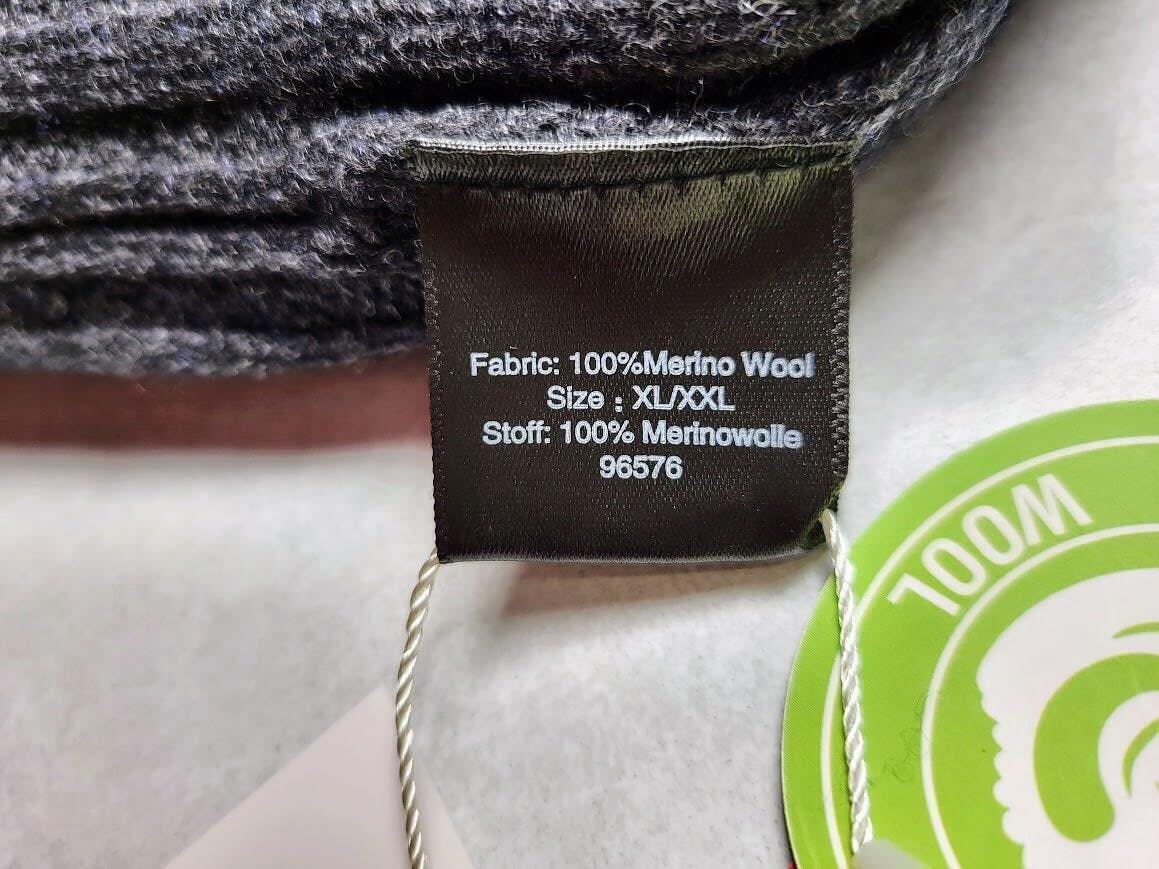 Fabric: 100%Merino Wool
Size : XL/XXL
Stoff: 100% Merinowolle
96576
WOOL